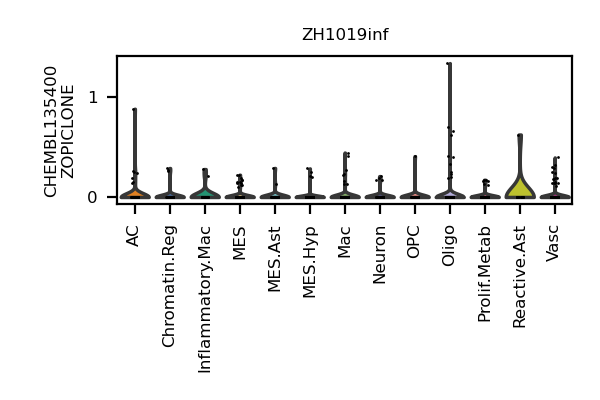 ZH1019inf
CHEMBL135400
ZOPICLONE
1
0
AC
Chromatin.Reg
Inflammatory.Mac
MES
MES.Ast
MES.Hyp
Mac
Neuron
OPC
Oligo
Prolif.Metab
Reactive.Ast
Vasc